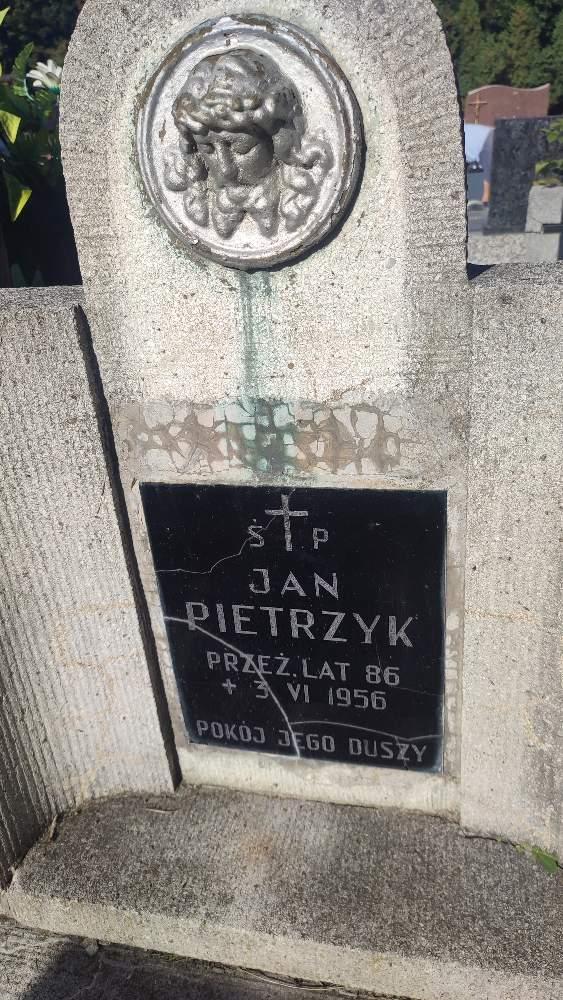 Ś P
JAN
PIETRZYK
PRZEŻ. LAT 86
+ 3 VI 1956
POKÓJ JEGO DUSZY